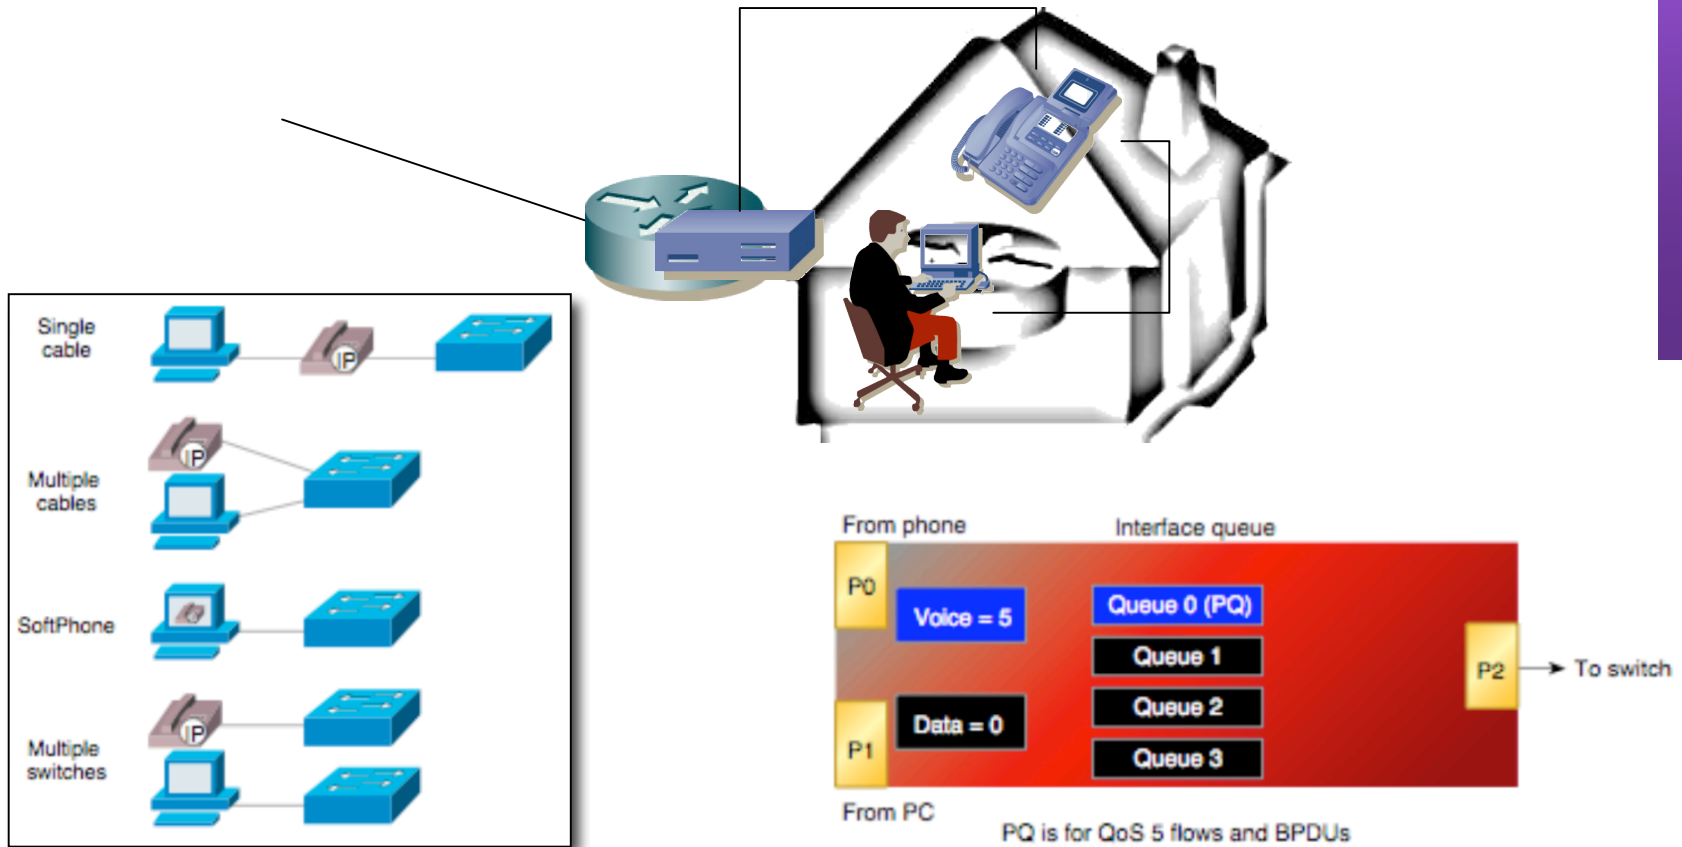 Single
cable
IP
IP
Multiple
cables
SoftPhone
IP
Multiple
switches
From phone
Interface queue
P0
Voice = 5
Queue 0 (PQ)
Queue 1
P2
To switch
Queue 2
Data = 0
P1
Queue 3
From PC
PQ is for QoS 5 flows and BPDUs